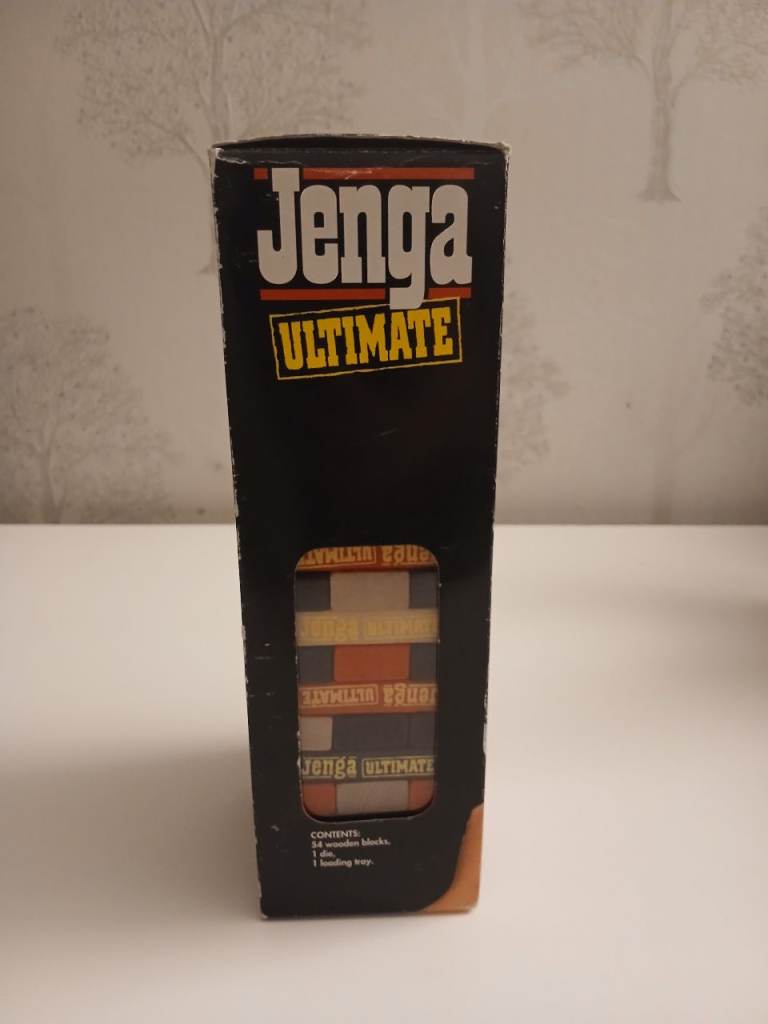 Jenga
ULTIMATE
ULTIMATE Jenga
Jenga ULTIMATE
ULTIMATE Jenga
Jenga ULTIMATE
CONTENTS:
54 wooden blocks,
1 die,
1 loading tray.